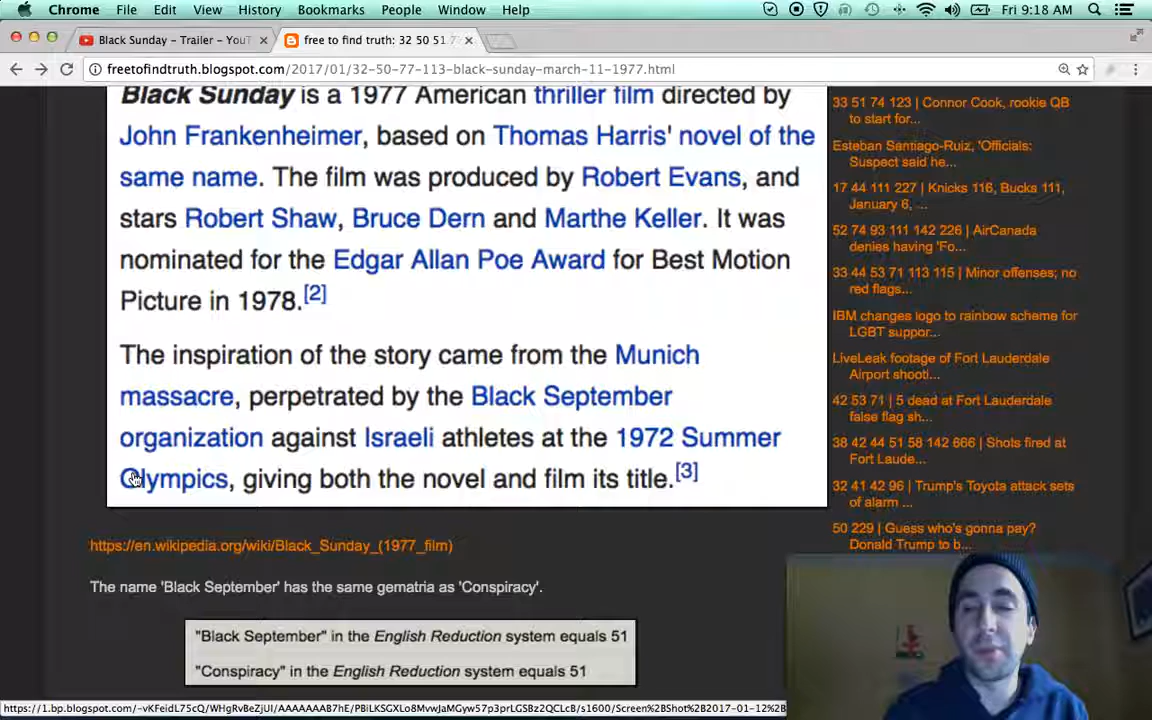 Chrome File Edit View History Bookmarks People Window Help Fri 9:18 AM
Black Sunday - Trailer - YouT
free to find truth: 32 50 51 7
freetofindtruth.blogspot.com/2017/01/32-50-77-113-black-sunday-march-11-1977.html
Black Sunday is a 1977 American thriller film directed by
John Frankenheimer, based on Thomas Harris' novel of the
same name. The film was produced by Robert Evans, and
stars Robert Shaw, Bruce Dern and Marthe Keller. It was
nominated for the Edgar Allan Poe Award for Best Motion
Picture in 1978.[2]
The inspiration of the story came from the Munich
massacre, perpetrated by the Black September
organization against Israeli athletes at the 1972 Summer
Olympics, giving both the novel and film its title.[3]
https://en.wikipedia.org/wiki/Black_Sunday_(1977_film)
The name 'Black September' has the same gematria as 'Conspiracy'.
"Black September" in the English Reduction system equals 51
"Conspiracy" in the English Reduction system equals 51
33 51 74 123 | Connor Cook, rookie QB
to start for...
Esteban Santiago-Ruiz, 'Officials:
Suspect said he...
17 44 111 227 | Knicks 116, Bucks 111,
January 6, ...
52 74 93 111 142 226 | AirCanada
denies having 'Fo...
33 44 53 71 113 115 | Minor offenses; no
red flags...
IBM changes logo to rainbow scheme for
LGBT suppor...
LiveLeak footage of Fort Lauderdale
Airport shooti...
42 53 71 | 5 dead at Fort Lauderdale
false flag sh...
38 42 44 51 58 142 666 | Shots fired at
Fort Laude...
32 41 42 96 | Trump's Toyota attack sets
of alarm ...
50 229 | Guess who's gonna pay?
Donald Trump to b...